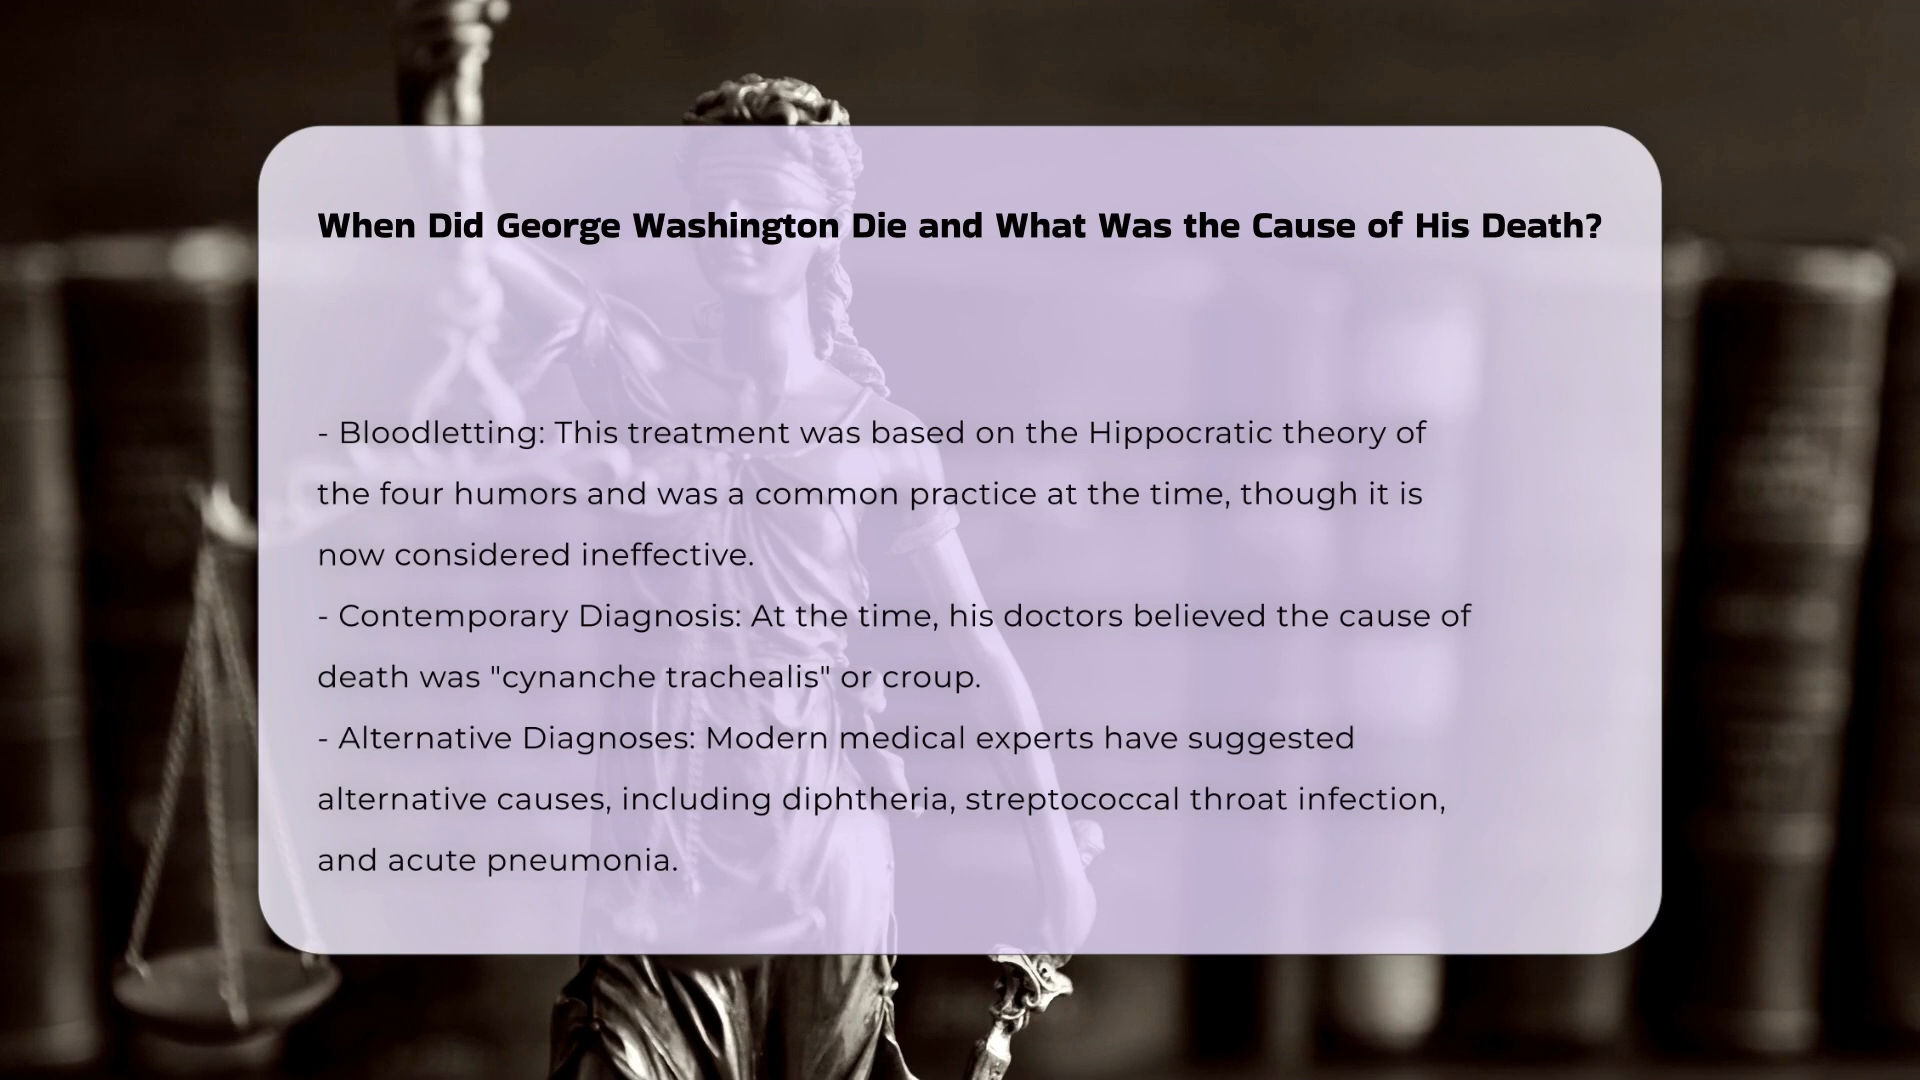 When Did George Washington Die and What Was the Cause of His Death?
- Bloodletting: This treatment was based on the Hippocratic theory of
the four humors and was a common practice at the time, though it is
now considered ineffective.
- Contemporary Diagnosis: At the time, his doctors believed the cause of
death was "cynanche trachealis" or croup.
- Alternative Diagnoses: Modern medical experts have suggested
alternative causes, including diphtheria, streptococcal throat infection,
and acute pneumonia.